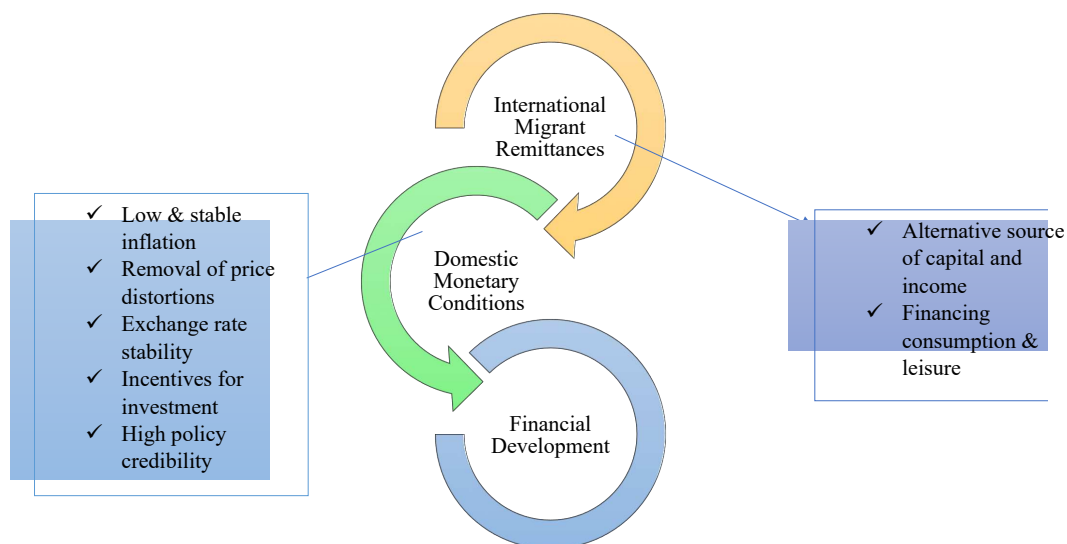 International
Migrant
Remittances
✓ Low & stable
inflation
✓ Removal of price
distortions
✓ Exchange rate
stability
✓ Incentives for
investment
✓ High policy
credibility
Domestic
Monetary
Conditions
✓ Alternative source
of capital and
income
✓ Financing
consumption &
leisure
Financial
Development